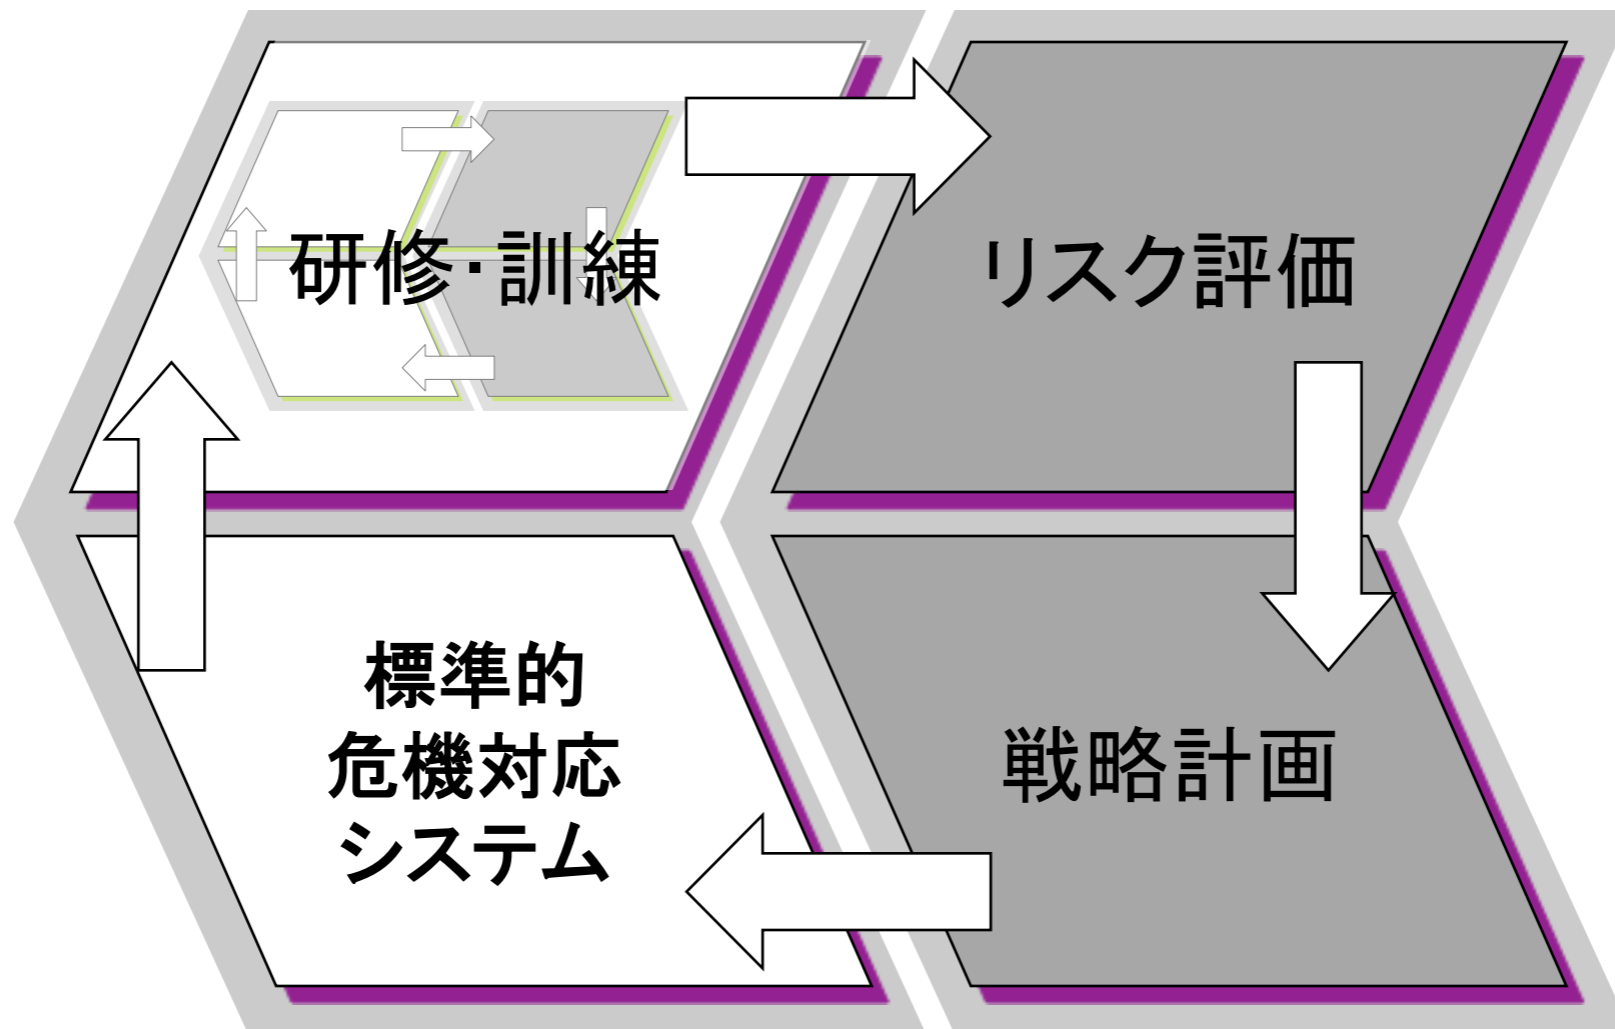 研修・訓練
リスク評価
標準的
危機対応
システム
戦略計画